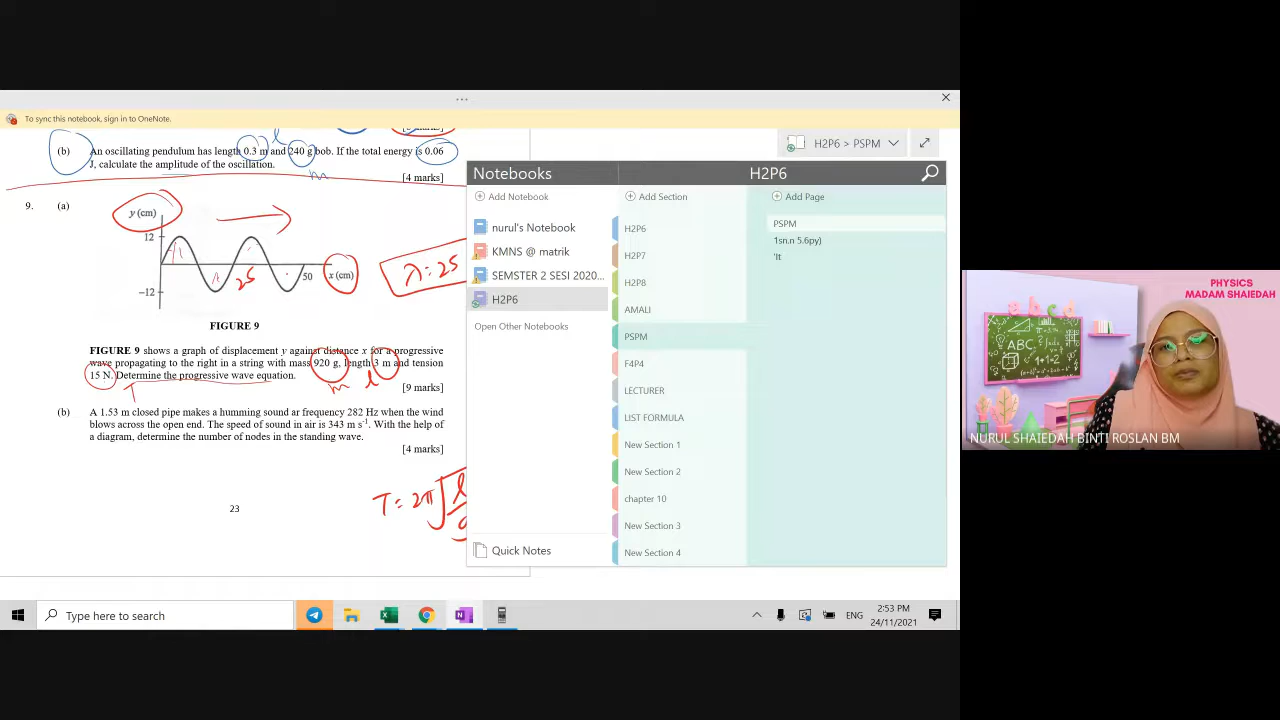 To sync this notebook, sign in to OneNote.
(b) An oscillating pendulum has length 0.3 m and 240 g bob. If the total energy is 0.06
J, calculate the amplitude of the oscillation.
l
m
[4 marks]
9. (a)
y (cm)
12
−12
50
x (cm)
25
λ = 25
FIGURE 9
FIGURE 9 shows a graph of displacement y against distance x for a progressive
wave propagating to the right in a string with mass 920 g, length 3 m and tension
15 N. Determine the progressive wave equation.
T
m
l
[9 marks]
(b) A 1.53 m closed pipe makes a humming sound ar frequency 282 Hz when the wind
blows across the open end. The speed of sound in air is 343 m s⁻¹. With the help of
a diagram, determine the number of nodes in the standing wave.
[4 marks]
T = 2π√l
23
H2P6 > PSPM
Notebooks
H2P6
Add Notebook
Add Section
Add Page
nurul's Notebook
KMNS @ matrik
SEMSTER 2 SESI 2020...
H2P6
Open Other Notebooks
Quick Notes
H2P6
H2P7
H2P8
AMALI
PSPM
F4P4
LECTURER
LIST FORMULA
New Section 1
New Section 2
chapter 10
New Section 3
New Section 4
PSPM
1sn.n 5.6py)
'lt
Type here to search
ENG
2:53 PM
24/11/2021
PHYSICS
MADAM SHAIEDAH
abcd
ABC
NURUL SHAIEDAH BINTI ROSLAN BM